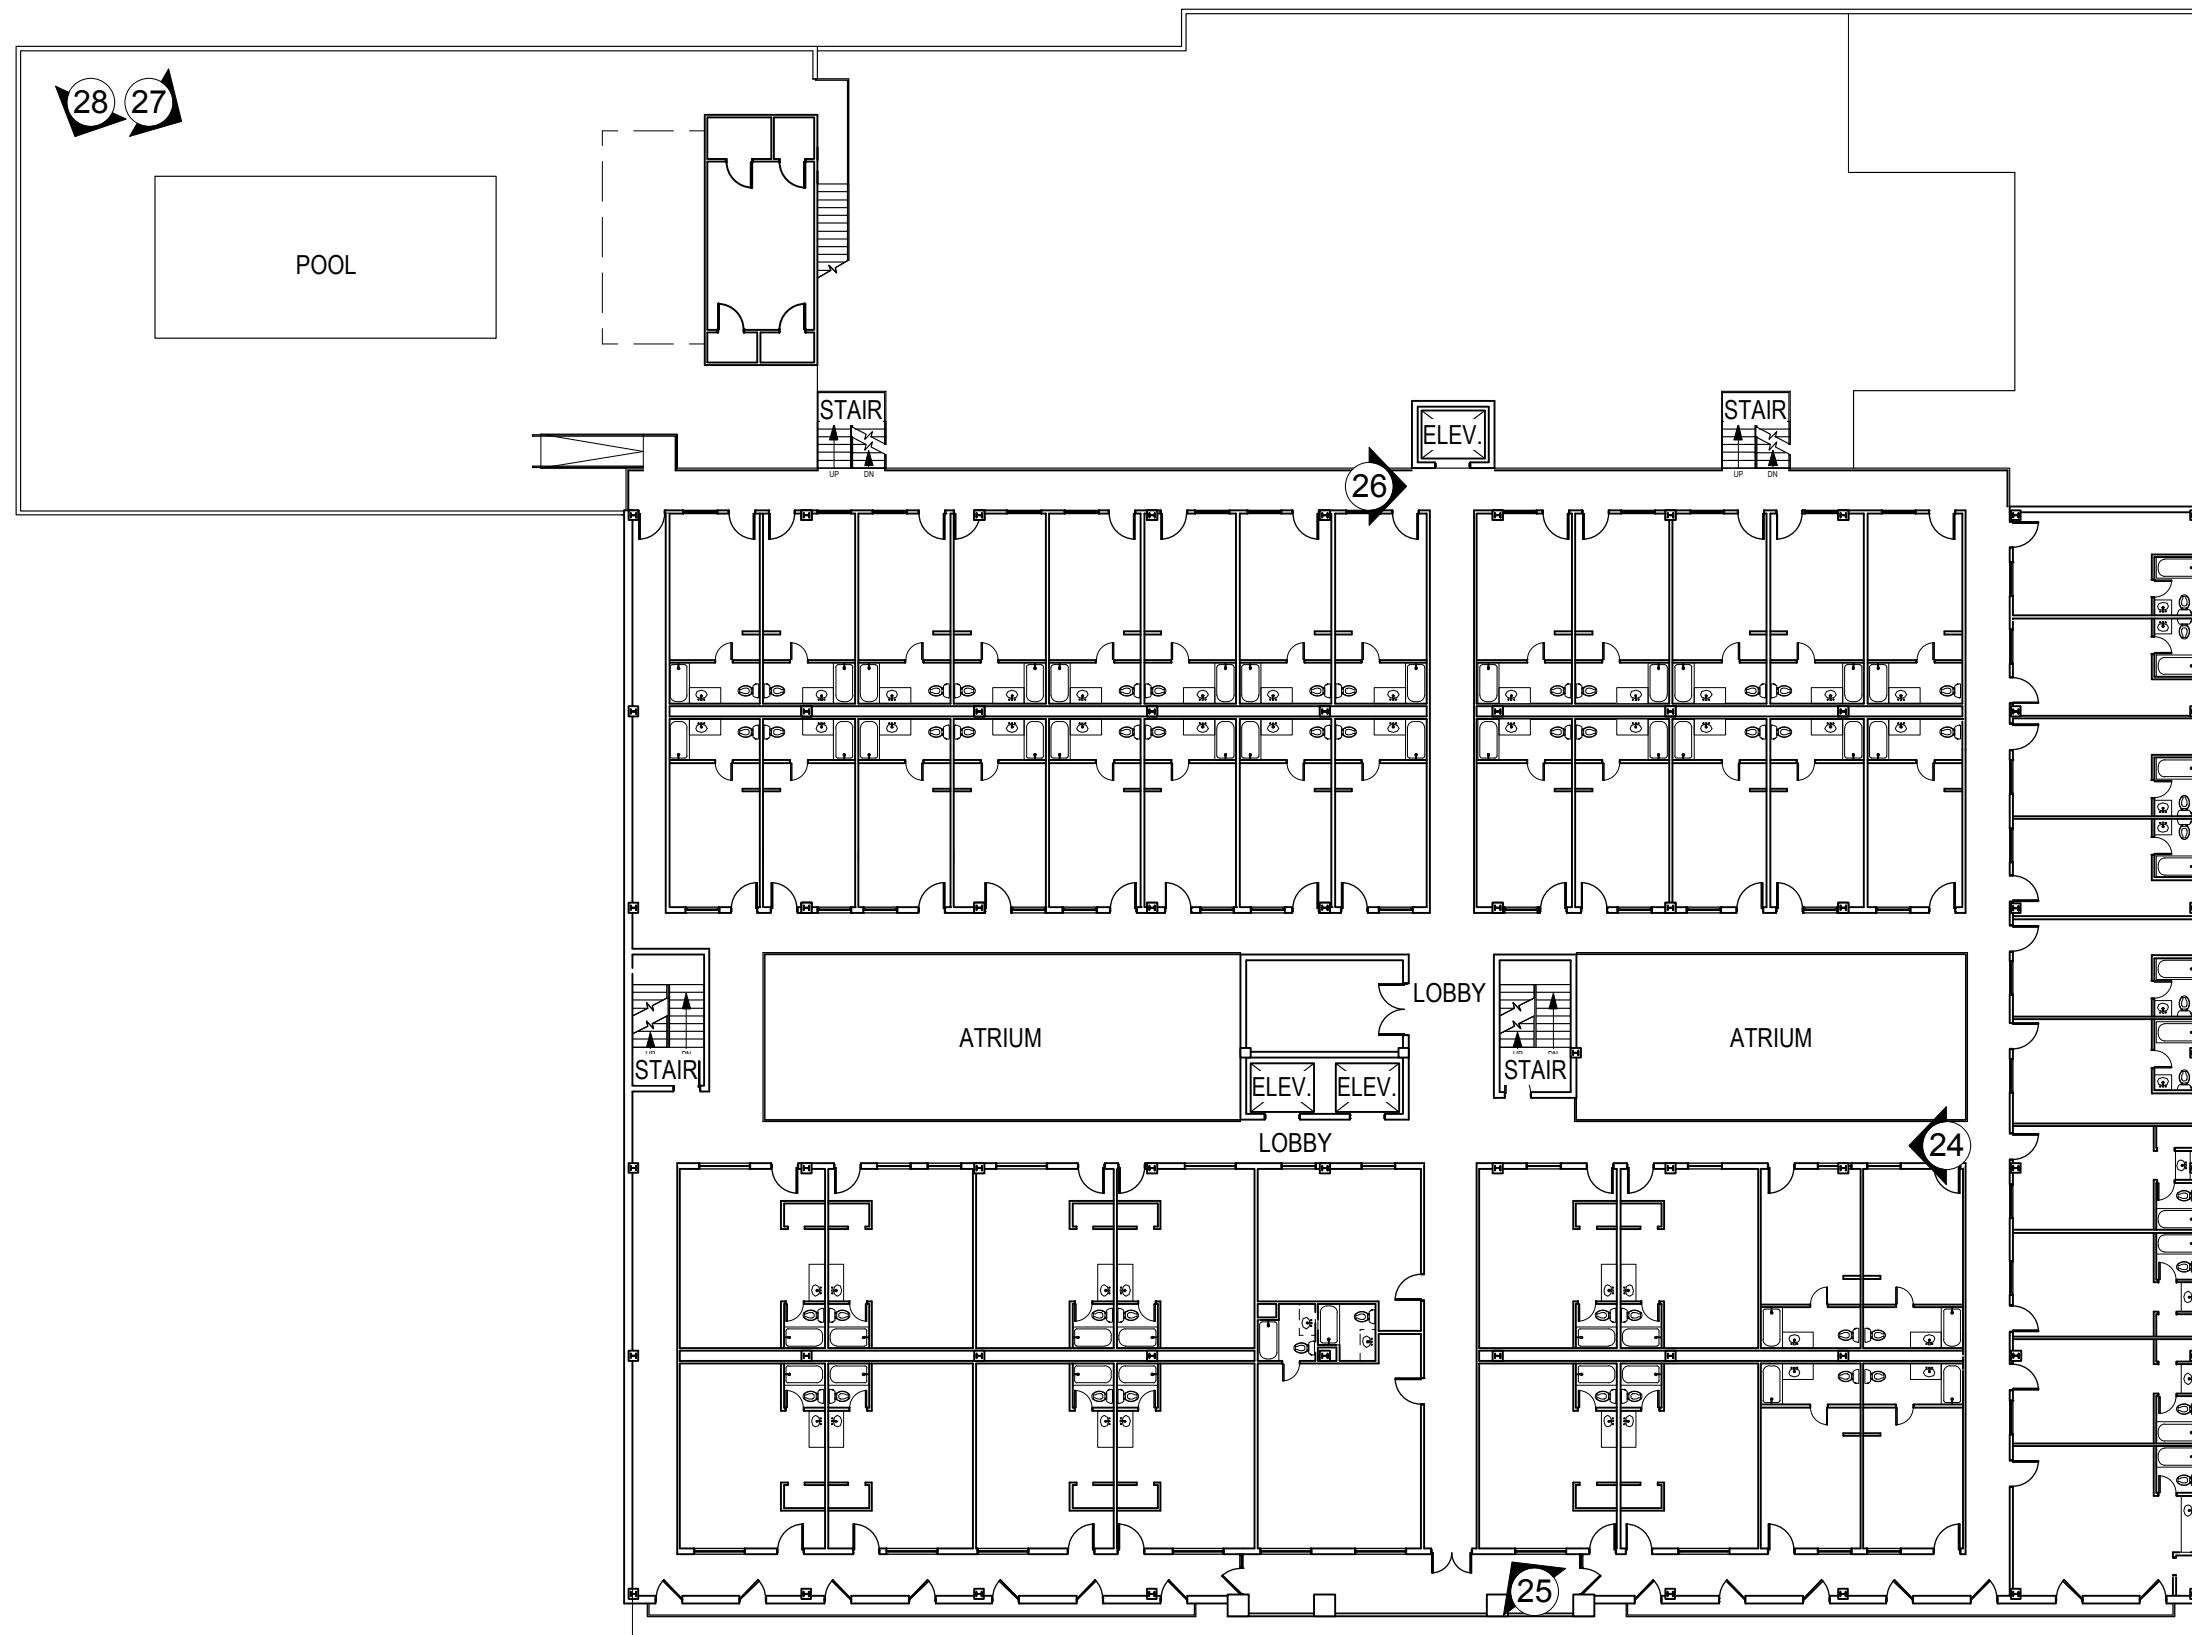 28 27
POOL
STAIR
UP DN
ELEV.
STAIR
UP DN
26
ATRIUM
LOBBY
ATRIUM
STAIR
ELEV. ELEV.
STAIR
LOBBY
24
25